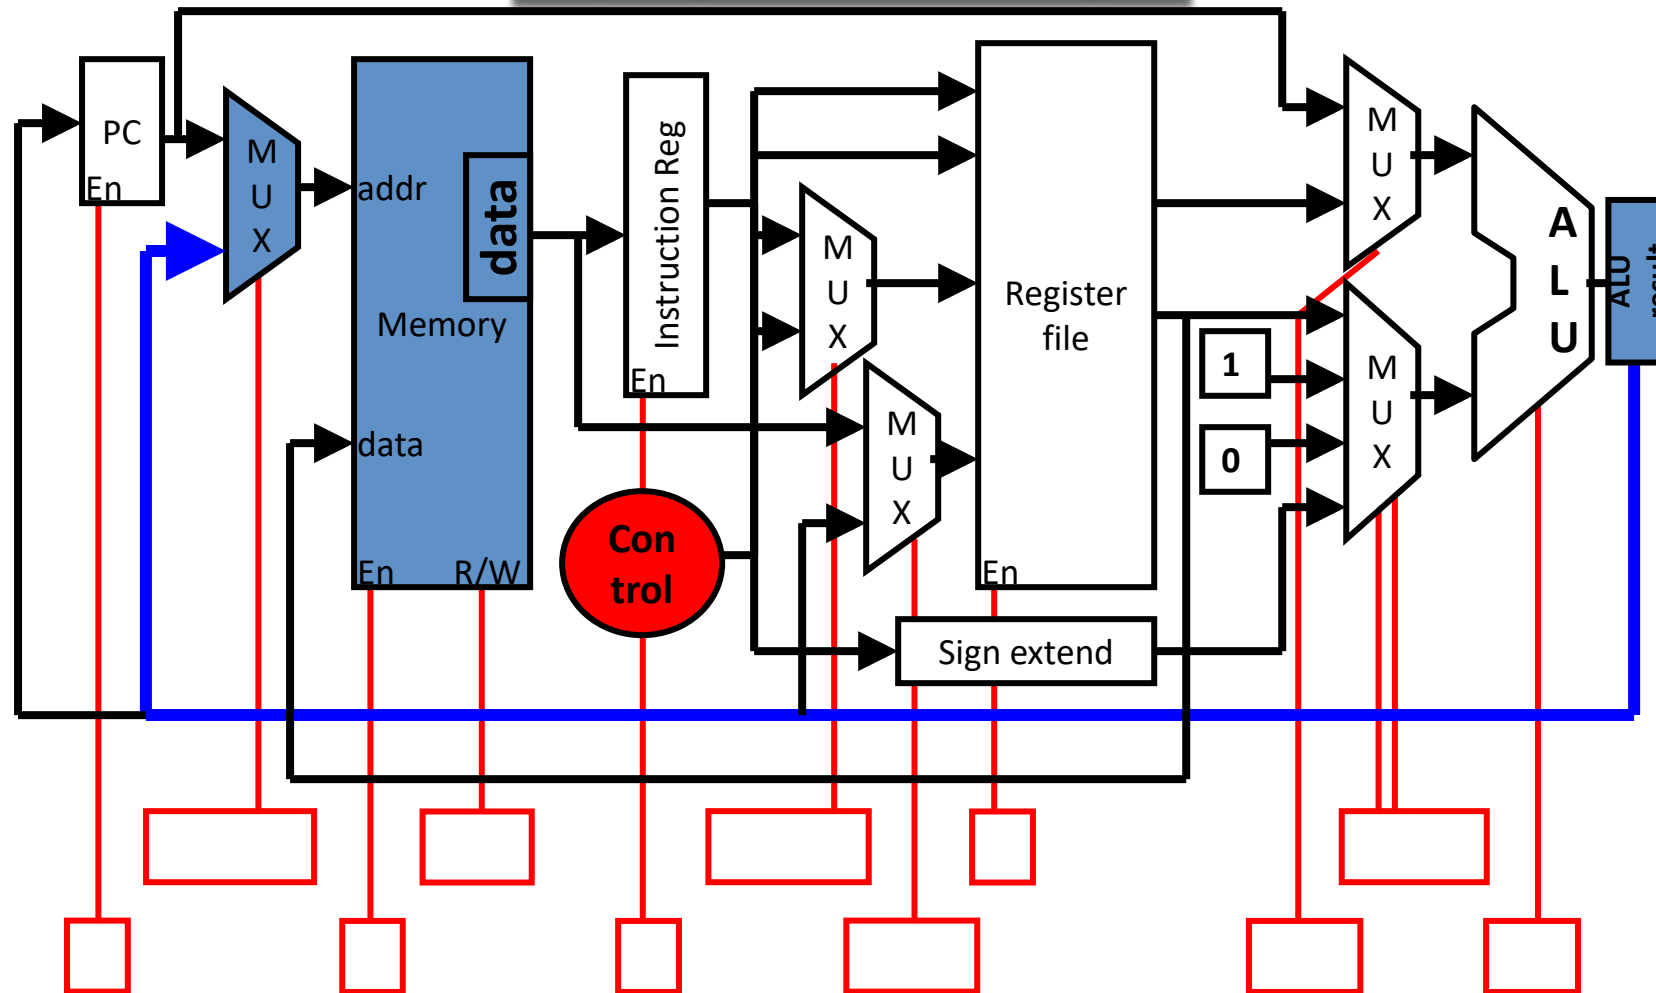 PC
En
M
U
X
addr
data
Memory
data
En
R/W
Instruction Reg
En
Con
trol
M
U
X
M
U
X
Register
file
En
Sign extend
M
U
X
1
0
M
U
X
A
L
U
ALU
result